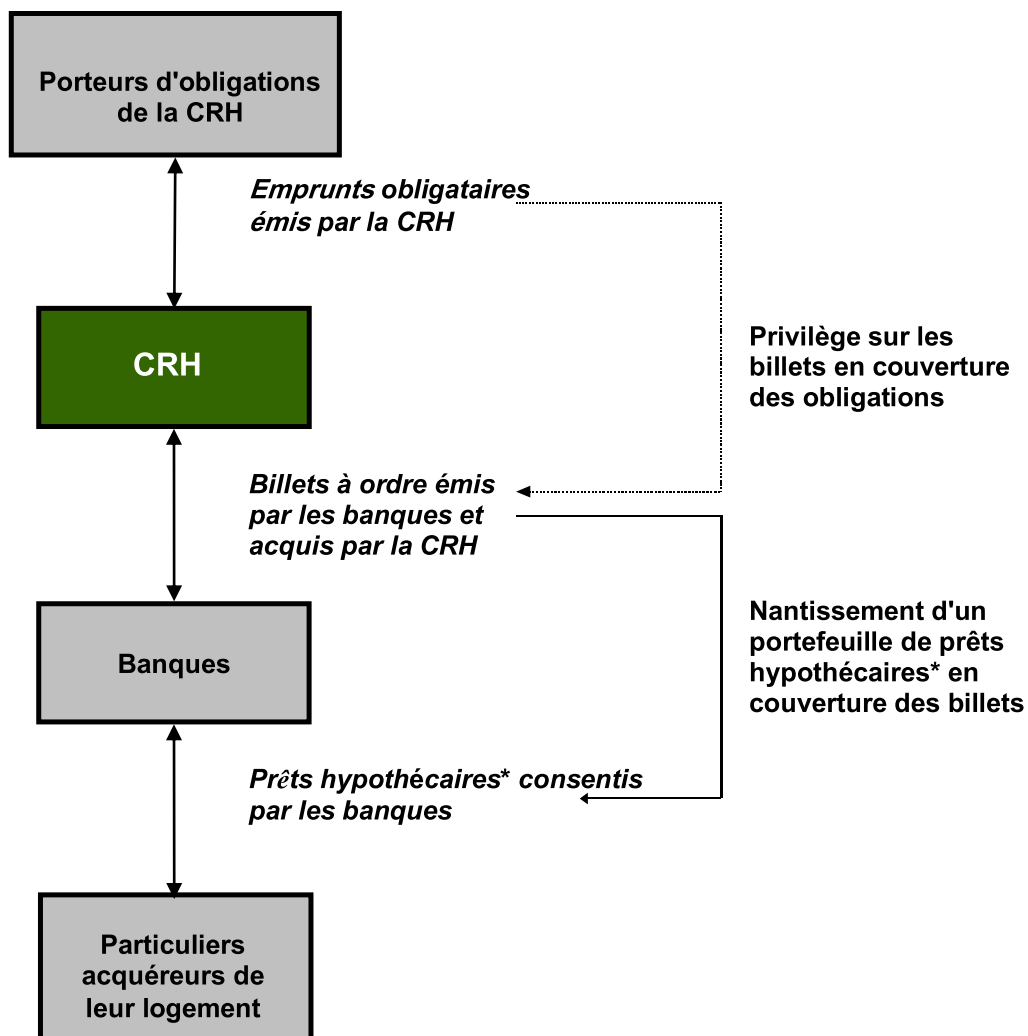 Porteurs d'obligations
de la CRH
Emprunts obligataires
émis par la CRH
CRH
Privilège sur les
billets en couverture
des obligations
Billets à ordre émis
par les banques et
acquis par la CRH
Banques
Nantissement d'un
portefeuille de prêts
hypothécaires* en
couverture des billets
Prêts hypothécaires* consentis
par les banques
Particuliers
acquéreurs de
leur logement